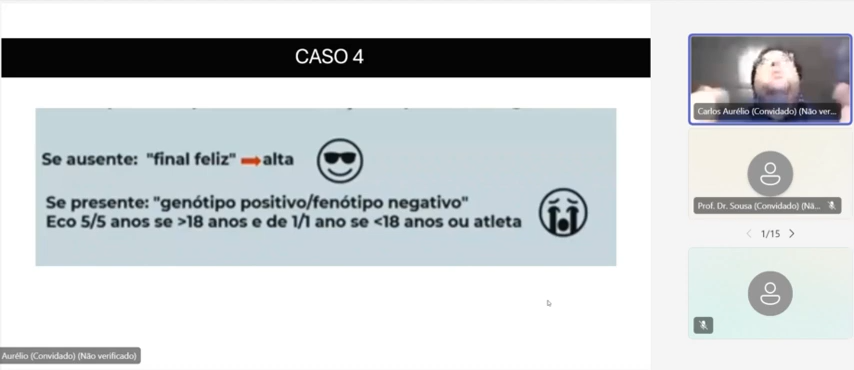 CASO 4
Se ausente: "final feliz" ➡alta
Se presente: "genótipo positivo/fenótipo negativo"
Eco 5/5 anos se >18 anos e de 1/1 ano se <18 anos ou atleta
Aurélio (Convidado) (Não verificado)
Carlos Aurélio (Convidado) (Não ver...
Prof. Dr. Sousa (Convidado) (Nã...
1/15